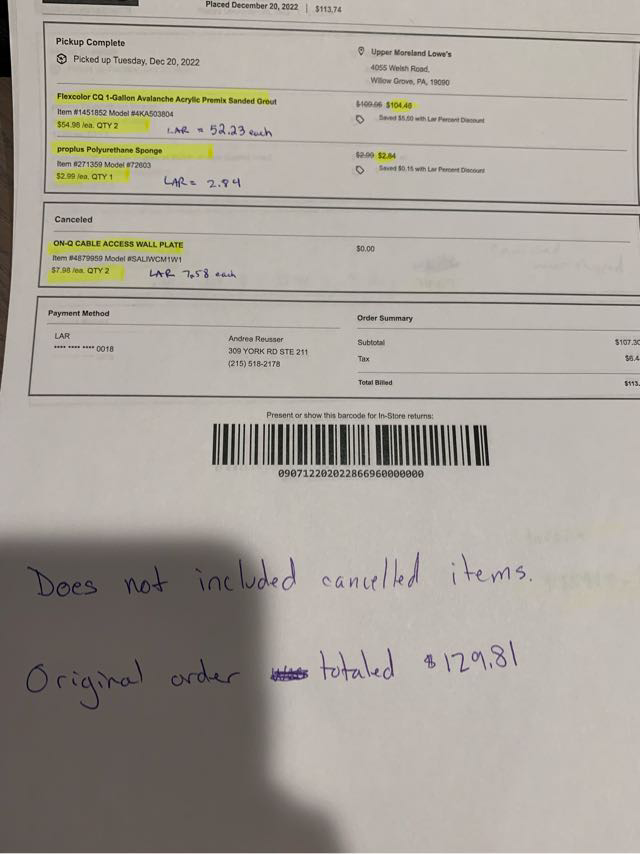 Placed December 20, 2022 | $113.74
Pickup Complete
Picked up Tuesday, Dec 20, 2022
Upper Moreland Lowe's
4055 Welsh Road,
Willow Grove, PA, 19090
Flexcolor CQ 1-Gallon Avalanche Acrylic Premix Sanded Grout
Item #1451852 Model #4KA503804
$54.98 /ea. QTY 2
LAR = 52.23 each
$109.96 $104.46
Saved $5.50 with Lar Percent Discount
proplus Polyurethane Sponge
Item #271359 Model #72603
$2.99 /ea. QTY 1
LAR = 2.84
$2.99 $2.84
Saved $0.15 with Lar Percent Discount
Canceled
ON-Q CABLE ACCESS WALL PLATE
Item #4879959 Model #SALIWCM1W1
$7.98 /ea. QTY 2
LAR 7.58 each
$0.00
Payment Method
LAR
**** **** **** 0018
Andrea Reusser
309 YORK RD STE 211
(215) 518-2178
Order Summary
Subtotal $107.30
Tax $6.4
Total Billed $113.
Present or show this barcode for In-Store returns:
090712202022866960000000
Does not included cancelled items.
Original order totaled $129.81